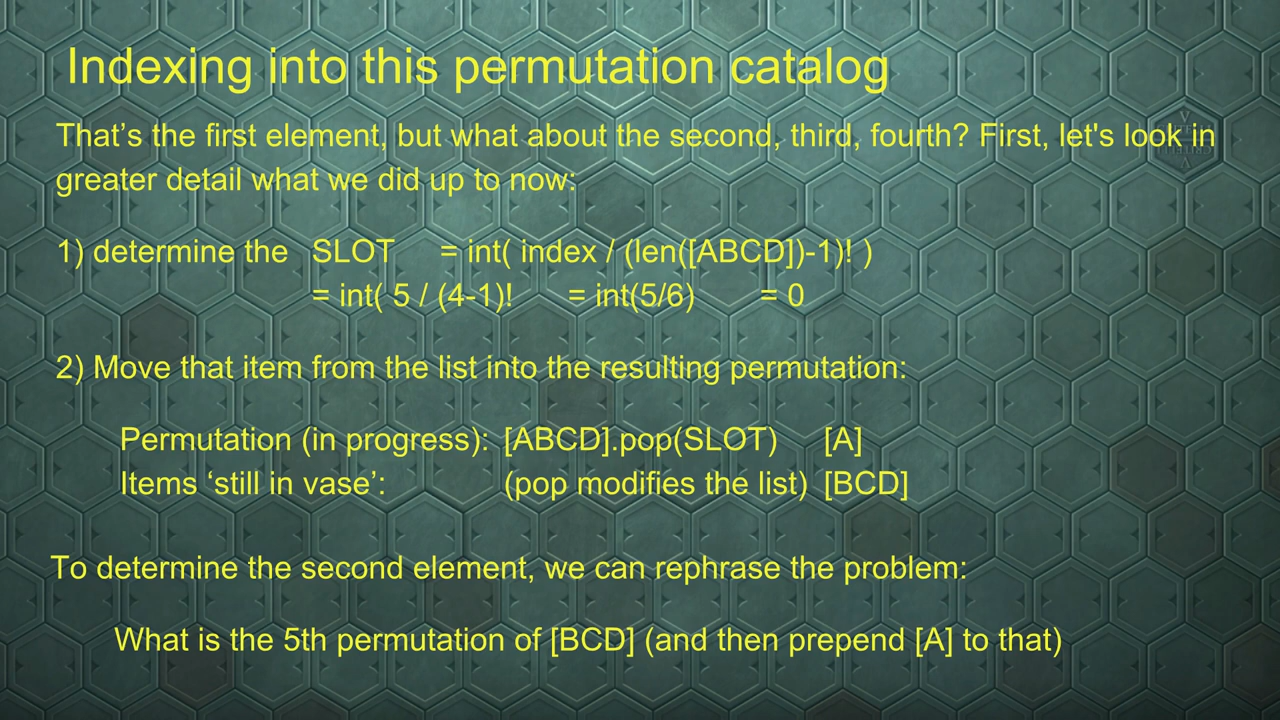 Indexing into this permutation catalog
That’s the first element, but what about the second, third, fourth? First, let's look in
greater detail what we did up to now:
1) determine the SLOT = int( index / (len([ABCD])-1)! )
= int( 5 / (4-1)! = int(5/6) = 0
2) Move that item from the list into the resulting permutation:
Permutation (in progress): [ABCD].pop(SLOT) [A]
Items ‘still in vase’: (pop modifies the list) [BCD]
To determine the second element, we can rephrase the problem:
What is the 5th permutation of [BCD] (and then prepend [A] to that)